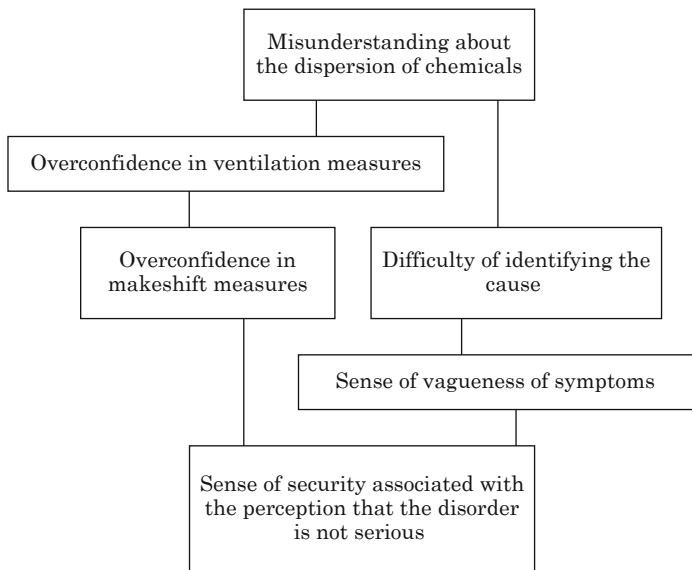 Misunderstanding about
the dispersion of chemicals
Overconfidence in ventilation measures
Overconfidence in
makeshift measures
Difficulty of identifying the
cause
Sense of vagueness of symptoms
Sense of security associated with
the perception that the disorder
is not serious